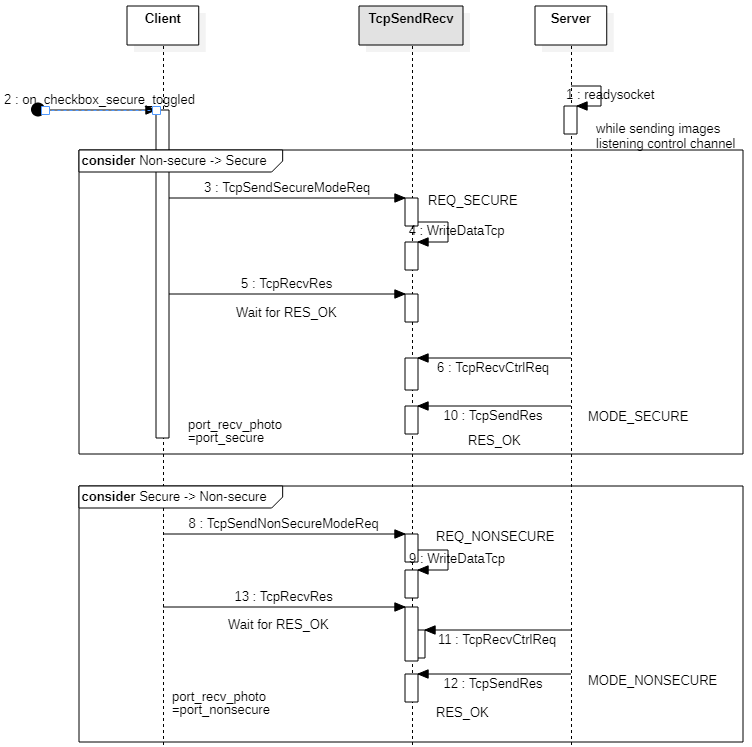 Client
TcpSendRecv
Server
1 : readysocket
2 : on_checkbox_secure_toggled
while sending images
listening control channel
consider Non-secure -> Secure
3 : TcpSendSecureModeReq
REQ_SECURE
4 : WriteDataTcp
5 : TcpRecvRes
Wait for RES_OK
6 : TcpRecvCtrlReq
10 : TcpSendRes
MODE_SECURE
port_recv_photo
=port_secure
RES_OK
consider Secure -> Non-secure
8 : TcpSendNonSecureModeReq
REQ_NONSECURE
9 : WriteDataTcp
13 : TcpRecvRes
Wait for RES_OK
11 : TcpRecvCtrlReq
12 : TcpSendRes
MODE_NONSECURE
port_recv_photo
=port_nonsecure
RES_OK